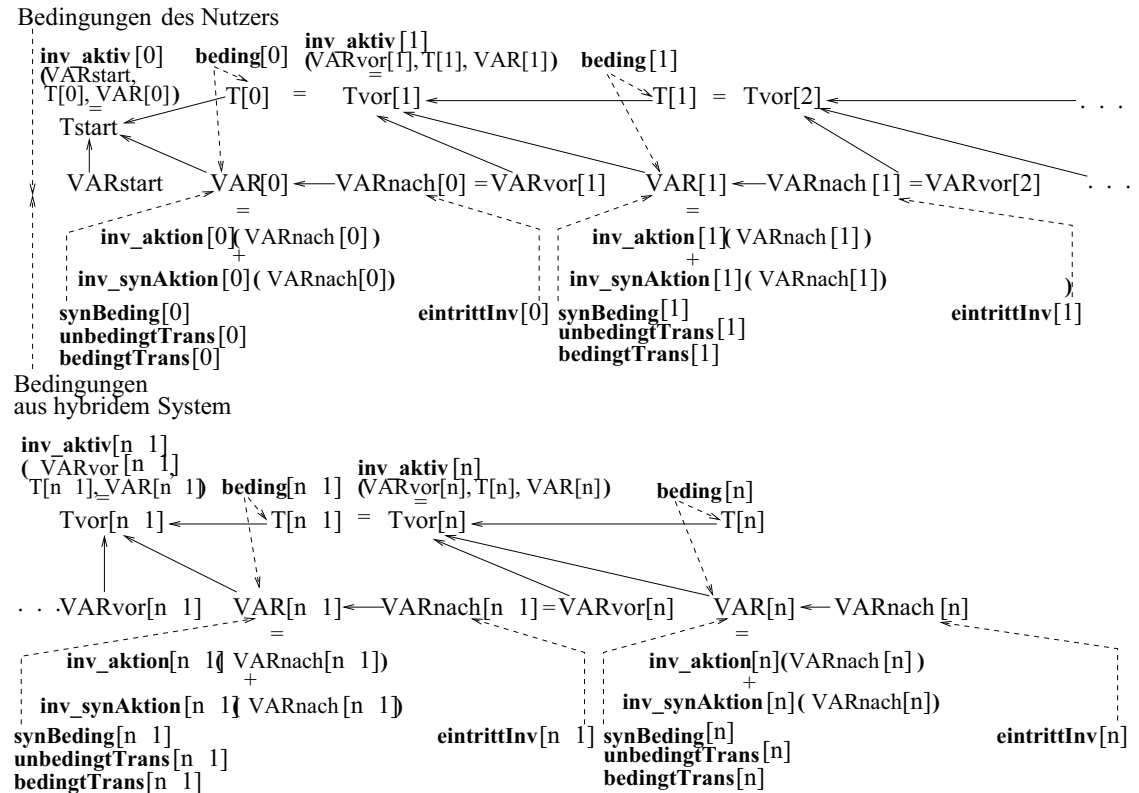 Bedingungen des Nutzers
inv_aktiv[0] beding[0] inv_aktiv[1] beding[1]
(VARstart, (VARvor[1], T[1], VAR[1])
T[0], VAR[0]) =
= T[0] = Tvor[1] T[1] = Tvor[2] . . .
Tstart
VARstart VAR[0] VARnach[0] =VARvor[1] VAR[1] VARnach [1] =VARvor[2] . . .
= =
inv_aktion[0]( VARnach[0] ) inv_aktion[1]( VARnach[1] )
+ +
inv_synAktion[0]( VARnach[0]) inv_synAktion[1]( VARnach[1])
)
synBeding[0] eintrittInv[0] synBeding[1] eintrittInv[1]
unbedingtTrans[0] unbedingtTrans[1]
bedingtTrans[0] bedingtTrans[1]
Bedingungen
aus hybridem System
inv_aktiv[n 1] inv_aktiv[n]
( VARvor [n 1], beding[n 1] (VARvor[n], T[n], VAR[n]) beding[n]
T[n 1], VAR[n 1])
= =
Tvor[n 1] T[n 1] = Tvor[n] T[n]
. . . VARvor[n 1] VAR[n 1] VARnach[n 1] =VARvor[n] VAR[n] VARnach [n]
= =
inv_aktion[n 1]( VARnach[n 1]) inv_aktion[n](VARnach[n] )
+ +
inv_synAktion[n 1]( VARnach[n 1]) inv_synAktion[n]( VARnach[n])
synBeding[n 1] eintrittInv[n 1] synBeding[n] eintrittInv[n]
unbedingtTrans[n 1] unbedingtTrans[n]
bedingtTrans[n 1] bedingtTrans[n]